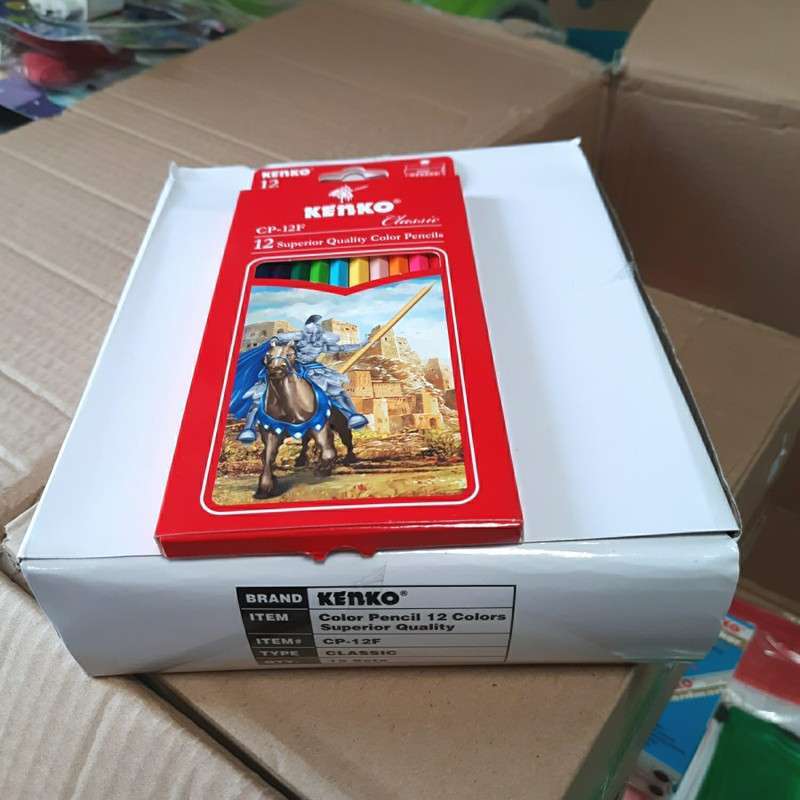 KENKO
12
KENKO®
Classic
CP-12F
12 Superior Quality Color Pencils
BRAND KENKO®
ITEM Color Pencil 12 Colors
Superior Quality
ITEM# CP-12F
TYPE CLASSIC
QTY.